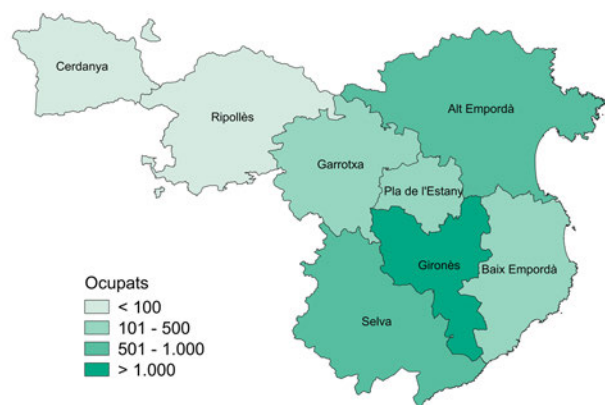 Cerdanya
Ripollès
Alt Empordà
Garrotxa
Pla de l'Estany
Gironès
Baix Empordà
Selva
Ocupats
< 100
101 - 500
501 - 1.000
> 1.000